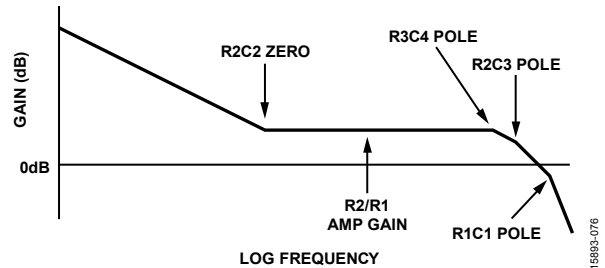 R3C4 POLE
R2C2 ZERO
R2C3 POLE
GAIN (dB)
0dB
R2/R1
AMP GAIN
R1C1 POLE
LOG FREQUENCY
15893-076